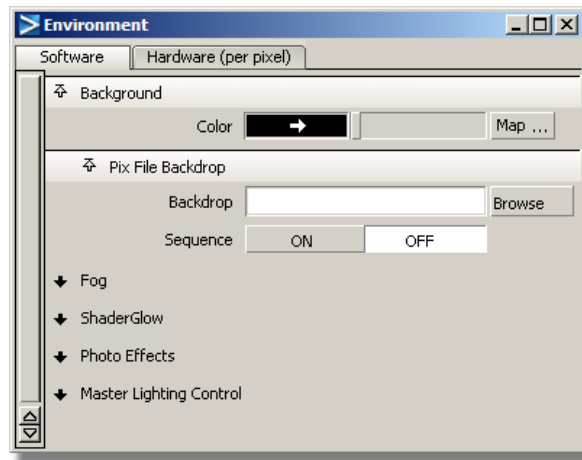 Environment
Software Hardware (per pixel)
Background
Color Map ...
Pix File Backdrop
Backdrop Browse
Sequence ON OFF
Fog
ShaderGlow
Photo Effects
Master Lighting Control